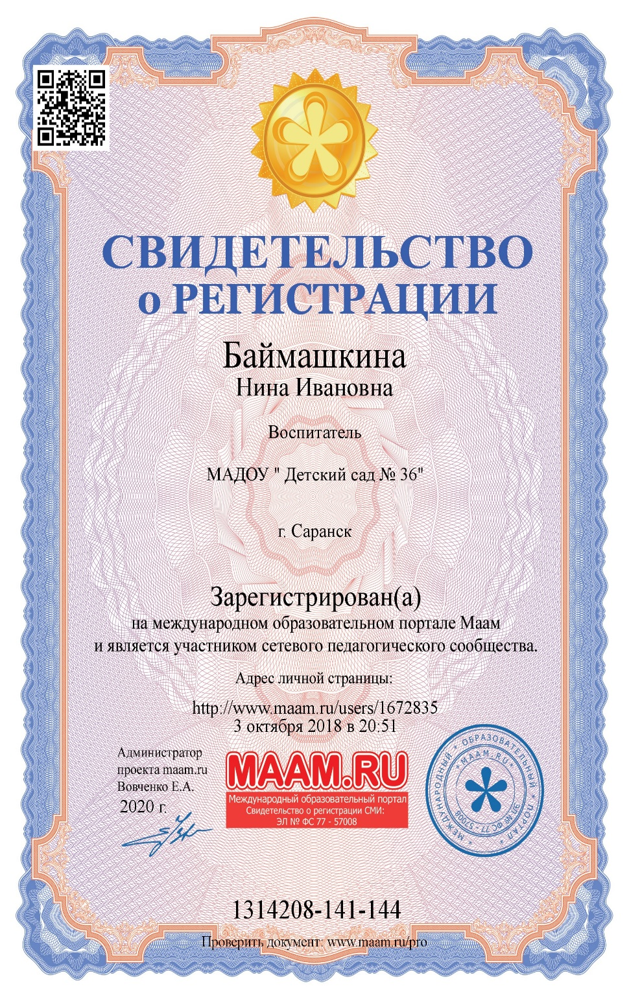 СВИДЕТЕЛЬСТВО
о РЕГИСТРАЦИИ
Баймашкина
Нина Ивановна
Воспитатель
МАДОУ " Детский сад № 36"
г. Саранск
Зарегистрирован(а)
на международном образовательном портале Маам
и является участником сетевого педагогического сообщества.
Адрес личной страницы:
http://www.maam.ru/users/1672835
3 октября 2018 в 20:51
Администратор
проекта maam.ru
Вовченко Е.А.
2020 г.
MAAM.RU
Международный образовательный портал
Свидетельство о регистрации СМИ:
ЭЛ № ФС 77 - 57008
* МЕЖДУНАРОДНЫЙ * ОБРАЗОВАТЕЛЬНЫЙ * ПОРТАЛ *
*MAAM.RU*
ЭЛ № ФС 77 - 57008
1314208-141-144
Проверить документ: www.maam.ru/pro